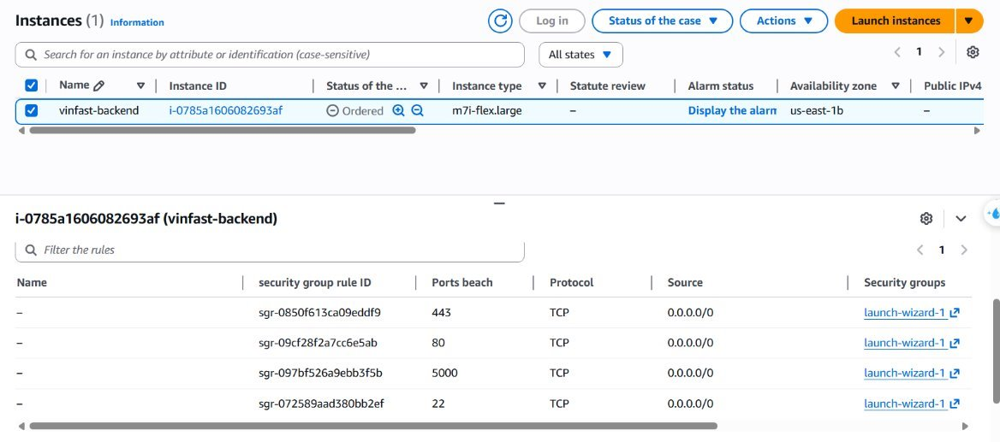 Instances (1) Information
Log in
Status of the case
Actions
Launch instances
Search for an instance by attribute or identification (case-sensitive)
All states
1
Name Instance ID Status of the ... Instance type Statute review Alarm status Availability zone Public IPv4
vinfast-backend i-0785a1606082693af Ordered m7i-flex.large – Display the alarn us-east-1b –
i-0785a1606082693af (vinfast-backend)
Filter the rules
1
Name security group rule ID Ports beach Protocol Source Security groups
– sgr-0850f613ca09eddf9 443 TCP 0.0.0.0/0 launch-wizard-1
– sgr-09cf28f2a7cc6e5ab 80 TCP 0.0.0.0/0 launch-wizard-1
– sgr-097bf526a9ebb3f5b 5000 TCP 0.0.0.0/0 launch-wizard-1
– sgr-072589aad380bb2ef 22 TCP 0.0.0.0/0 launch-wizard-1